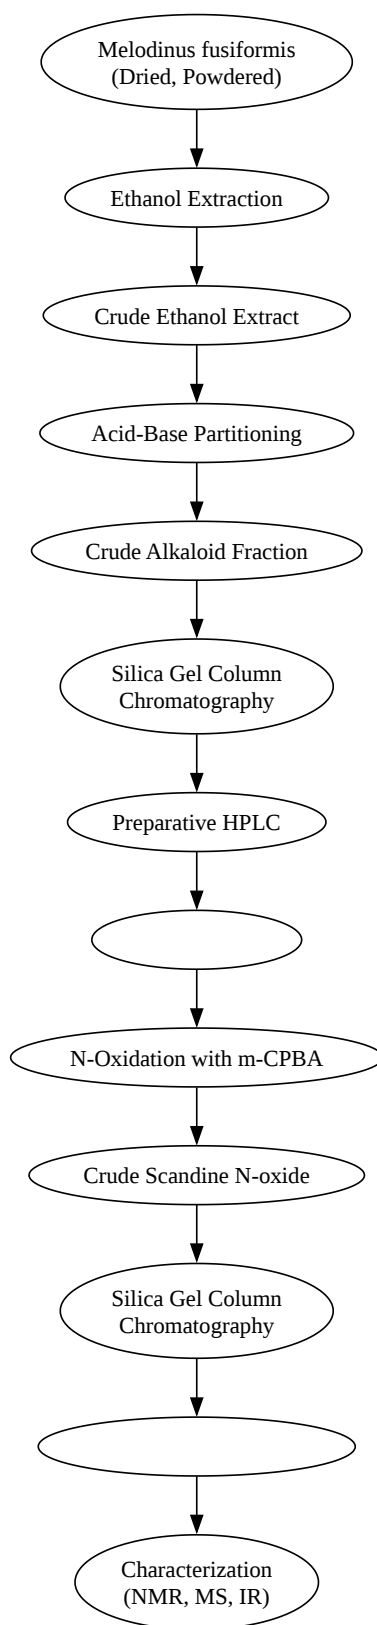 Melodinus fusiformis
(Dried, Powdered)
Ethanol Extraction
Crude Ethanol Extract
Acid-Base Partitioning
Crude Alkaloid Fraction
Silica Gel Column
Chromatography
Preparative HPLC
N-Oxidation with m-CPBA
Crude Scandine N-oxide
Silica Gel Column
Chromatography
Characterization
(NMR, MS, IR)